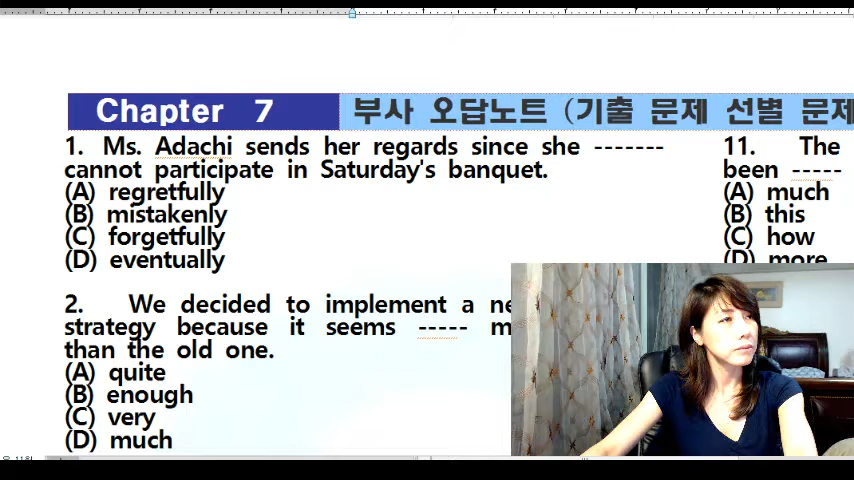 Chapter 7
부사 오답노트 (기출 문제 선별 문제
1. Ms. Adachi sends her regards since she -------
cannot participate in Saturday's banquet.
(A) regretfully
(B) mistakenly
(C) forgetfully
(D) eventually
2. We decided to implement a
strategy because it seems -----
than the old one.
(A) quite
(B) enough
(C) very
(D) much
11. The
been -----
(A) much
(B) this
(C) how
(D) more